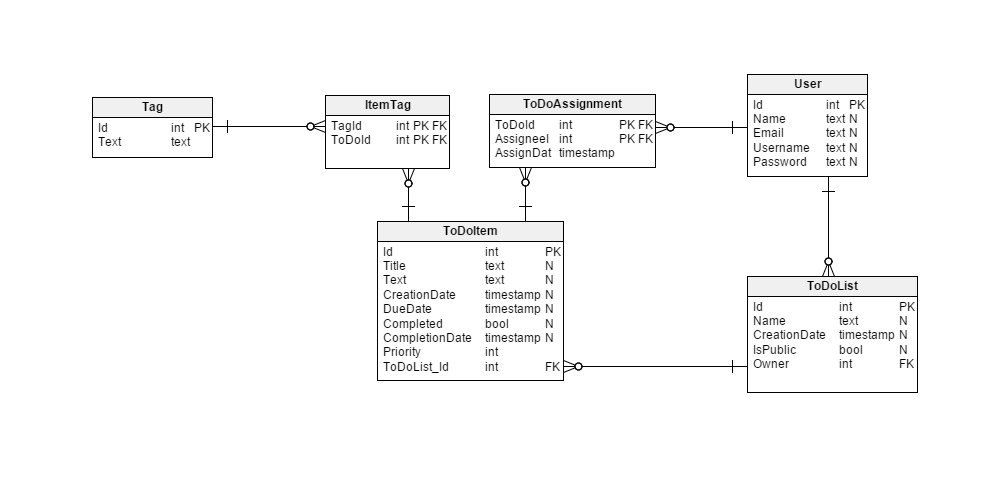 Tag
Id int PK
Text text
ItemTag
TagId int PK FK
ToDoId int PK FK
ToDoAssignment
ToDoId int PK FK
AssigneeI int PK FK
AssignDat timestamp
User
Id int PK
Name text N
Email text N
Username text N
Password text N
ToDoItem
Id int PK
Title text N
Text text N
CreationDate timestamp N
DueDate timestamp N
Completed bool N
CompletionDate timestamp N
Priority int
ToDoList_Id int FK
ToDoList
Id int PK
Name text N
CreationDate timestamp N
IsPublic bool N
Owner int FK